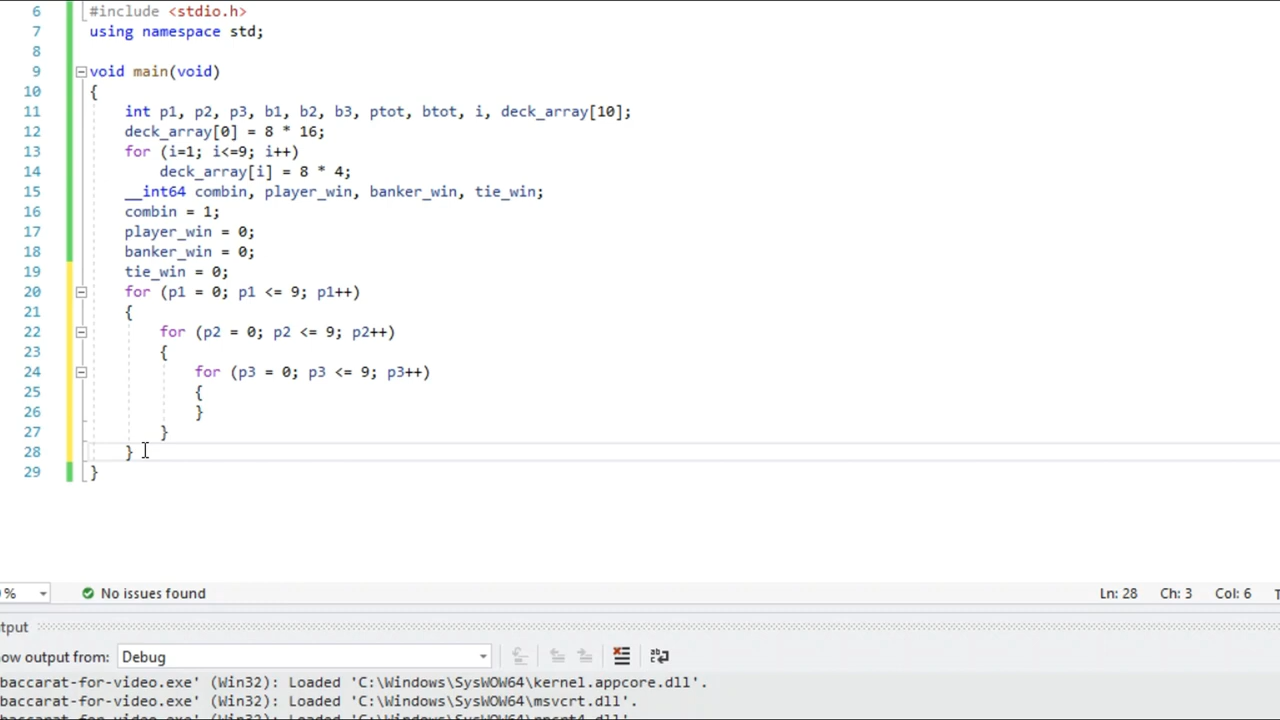 6 #include <stdio.h>
7 using namespace std;
8
9 void main(void)
10 {
11 int p1, p2, p3, b1, b2, b3, ptot, btot, i, deck_array[10];
12 deck_array[0] = 8 * 16;
13 for (i=1; i<=9; i++)
14 deck_array[i] = 8 * 4;
15 __int64 combin, player_win, banker_win, tie_win;
16 combin = 1;
17 player_win = 0;
18 banker_win = 0;
19 tie_win = 0;
20 for (p1 = 0; p1 <= 9; p1++)
21 {
22 for (p2 = 0; p2 <= 9; p2++)
23 {
24 for (p3 = 0; p3 <= 9; p3++)
25 {
26 }
27 }
28 }
29 }
% No issues found Ln: 28 Ch: 3 Col: 6
tput
ow output from: Debug
baccarat-for-video.exe' (Win32): Loaded 'C:\Windows\SysWOW64\kernel.appcore.dll'.
baccarat-for-video.exe' (Win32): Loaded 'C:\Windows\SysWOW64\msvcrt.dll'.